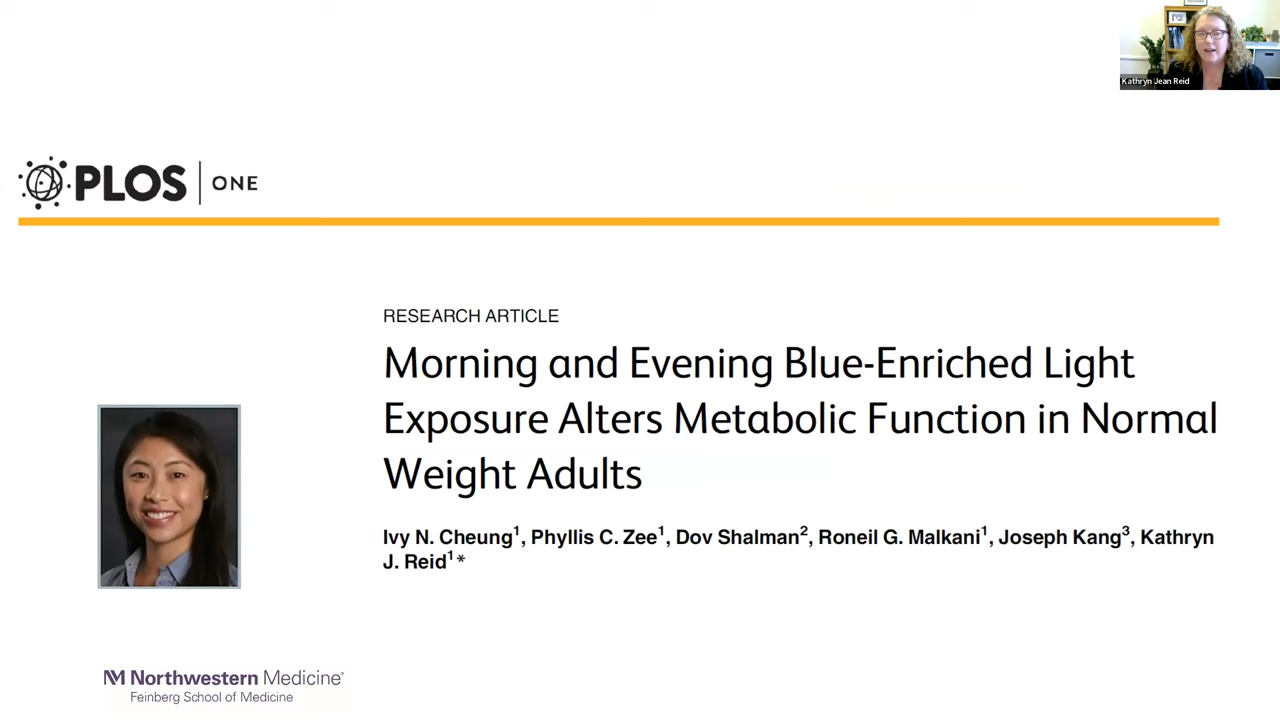 Kathryn Jean Reid
PLOS | ONE
RESEARCH ARTICLE
Morning and Evening Blue-Enriched Light
Exposure Alters Metabolic Function in Normal
Weight Adults
Ivy N. Cheung¹, Phyllis C. Zee¹, Dov Shalman², Roneil G. Malkani¹, Joseph Kang³, Kathryn
J. Reid¹*
NM Northwestern Medicine®
Feinberg School of Medicine